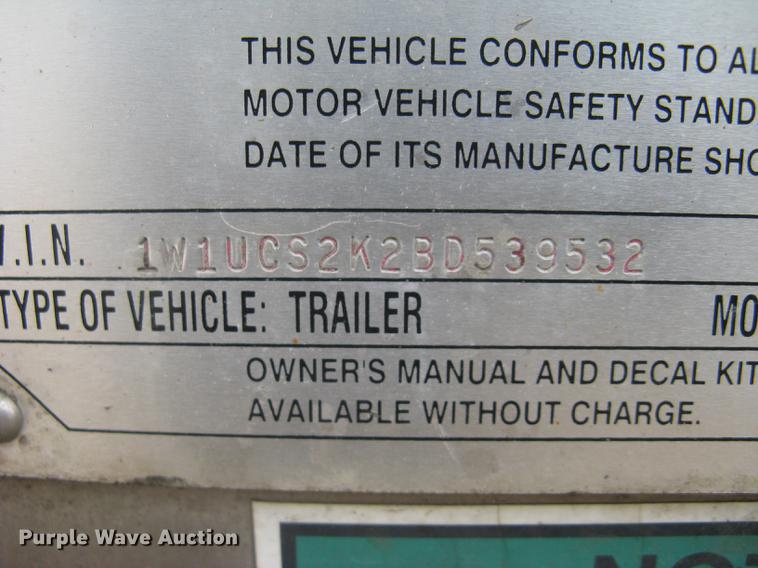 THIS VEHICLE CONFORMS TO AL
MOTOR VEHICLE SAFETY STAND
DATE OF ITS MANUFACTURE SHO
V.I.N. 1W1UCS2K2BD539532
TYPE OF VEHICLE: TRAILER MO
OWNER'S MANUAL AND DECAL KIT
AVAILABLE WITHOUT CHARGE.
NOT
Purple Wave Auction